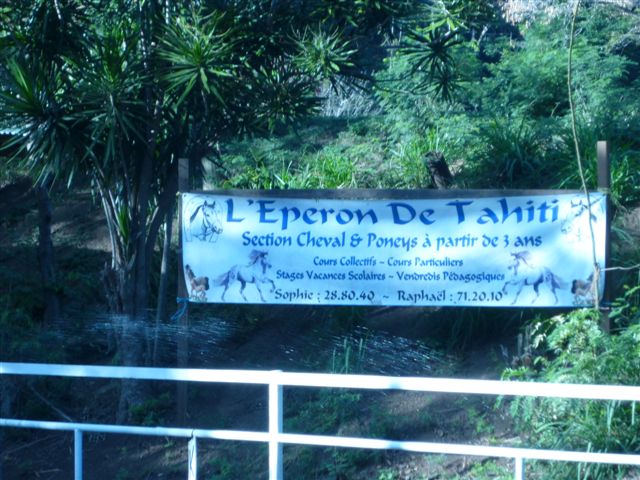 L'Eperon De Tahiti
Section Cheval & Poneys à partir de 3 ans
Cours Collectifs ~ Cours Particuliers
Stages Vacances Scolaires ~ Vendredis Pédagogiques
Sophie : 28.80.40 ~ Raphaël : 71.20.10